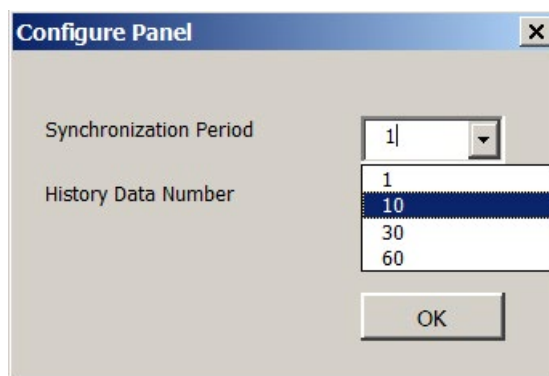 Configure Panel
Synchronization Period
1
History Data Number
1
10
30
60
OK